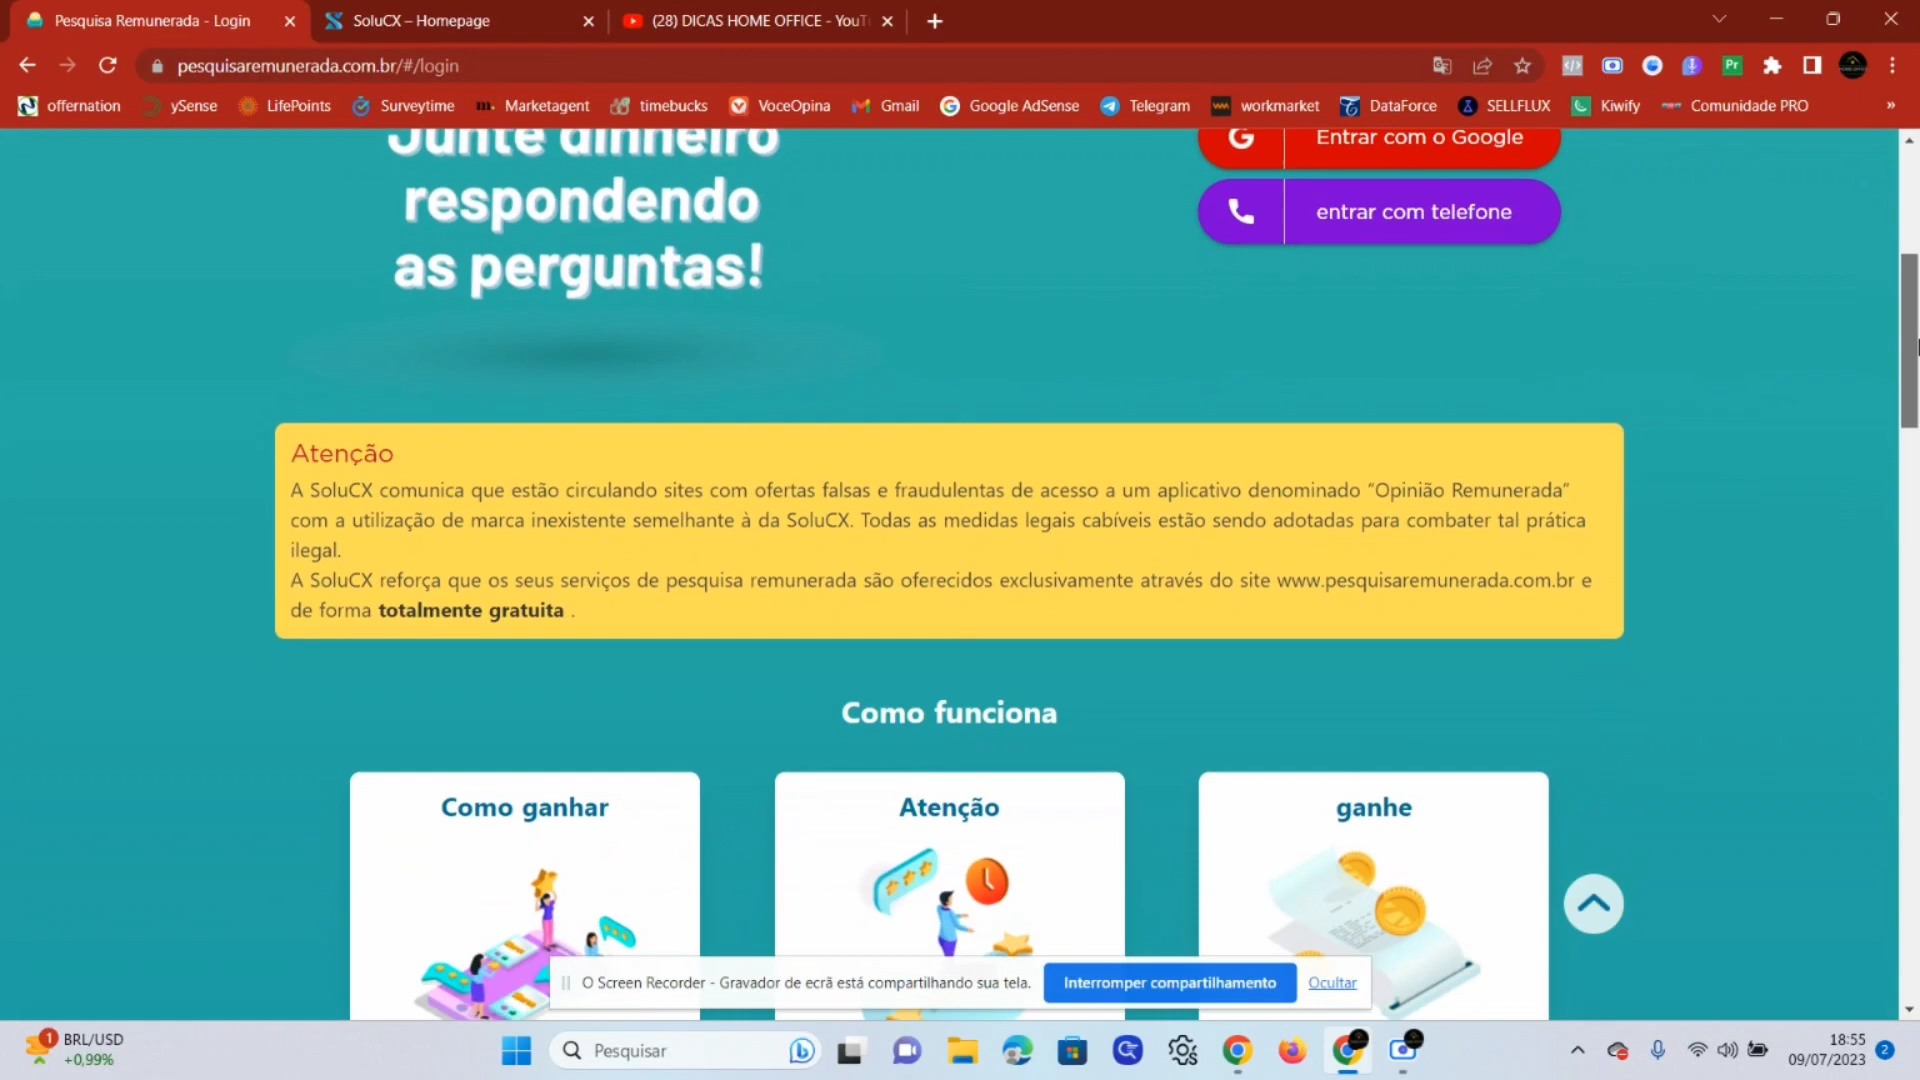 Pesquisa Remunerada - Login
SoluCX – Homepage
(28) DICAS HOME OFFICE - YouT
pesquisaremunerada.com.br/#/login
offernation
ySense
LifePoints
Surveytime
Marketagent
timebucks
VoceOpina
Gmail
Google AdSense
Telegram
workmarket
DataForce
SELLFLUX
Kiwify
Comunidade PRO
»
Junte dinheiro
respondendo
as perguntas!
Entrar com o Google
entrar com telefone
Atenção
A SoluCX comunica que estão circulando sites com ofertas falsas e fraudulentas de acesso a um aplicativo denominado “Opinião Remunerada”
com a utilização de marca inexistente semelhante à da SoluCX. Todas as medidas legais cabíveis estão sendo adotadas para combater tal prática
ilegal.
A SoluCX reforça que os seus serviços de pesquisa remunerada são oferecidos exclusivamente através do site www.pesquisaremunerada.com.br e
de forma totalmente gratuita .
Como funciona
Como ganhar
Atenção
ganhe
O Screen Recorder - Gravador de ecrã está compartilhando sua tela.
Interromper compartilhamento
Ocultar
1
BRL/USD
+0,99%
Pesquisar
18:55
09/07/2023
2